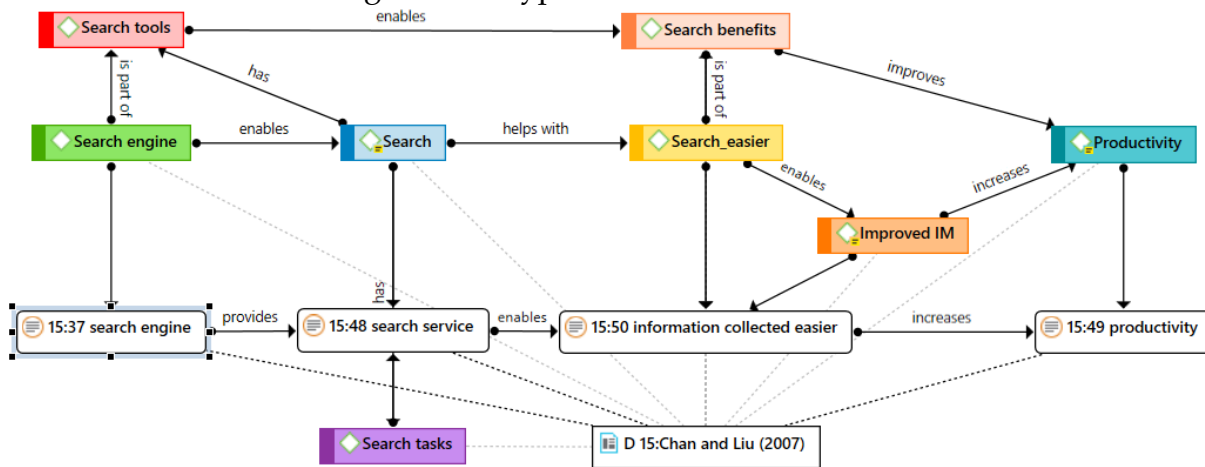 enables
Search tools
Search benefits
is part of
has
is part of
improves
Search engine
enables
Search
helps with
Search_easier
Productivity
enables
increases
Improved IM
has
15:37 search engine
provides
15:48 search service
enables
15:50 information collected easier
increases
15:49 productivity
Search tasks
D 15:Chan and Liu (2007)